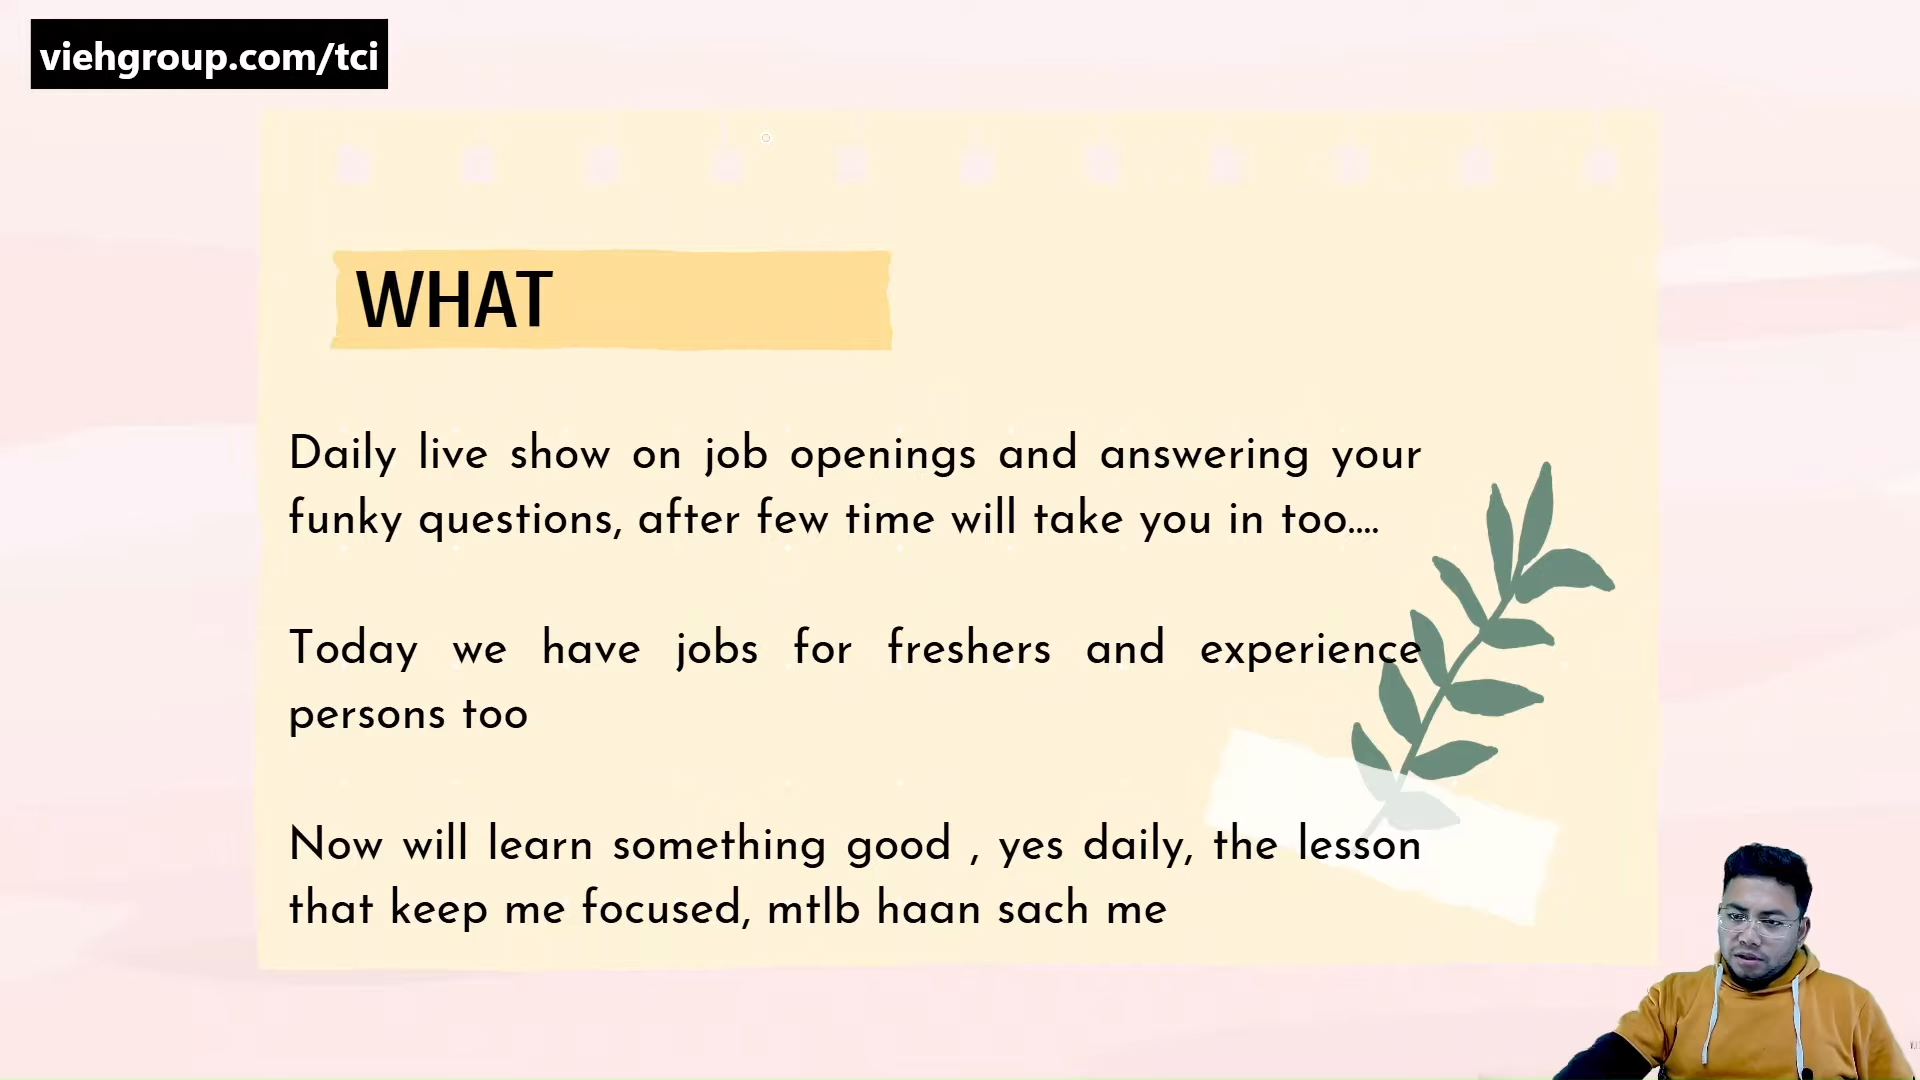 viehgroup.com/tci
WHAT
Daily live show on job openings and answering your
funky questions, after few time will take you in too....
Today we have jobs for freshers and experience
persons too
Now will learn something good , yes daily, the lesson
that keep me focused, mtlb haan sach me